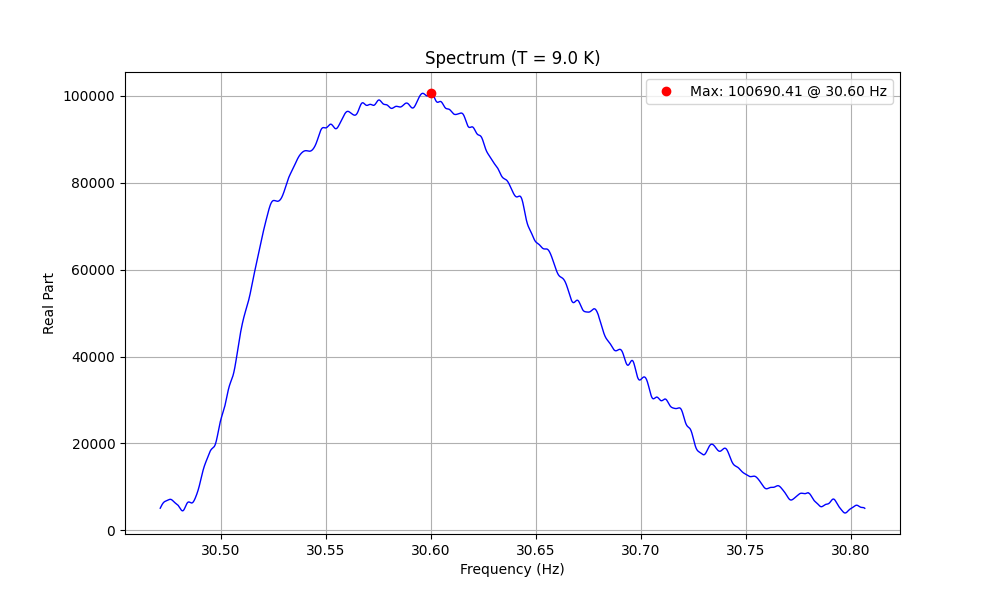 Spectrum (T = 9.0 K)
Max: 100690.41 @ 30.60 Hz
Real Part
100000
80000
60000
40000
20000
0
30.50 30.55 30.60 30.65 30.70 30.75 30.80
Frequency (Hz)